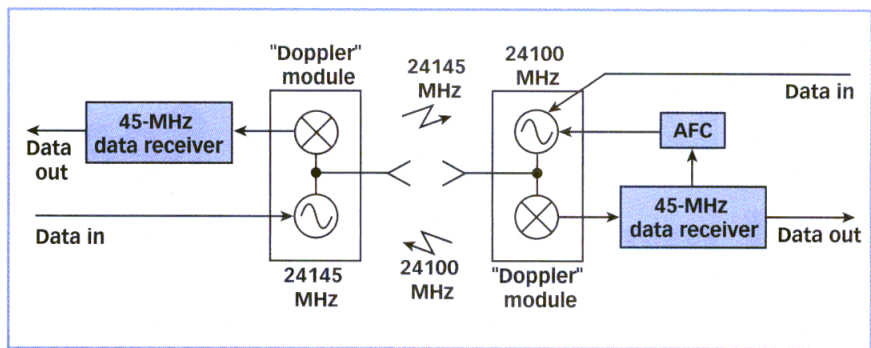 "Doppler"
module
24145
MHz
24100
MHz
Data in
45-MHz
data receiver
Data
out
AFC
Data in
45-MHz
data receiver
Data out
24145
MHz
24100
MHz
"Doppler"
module